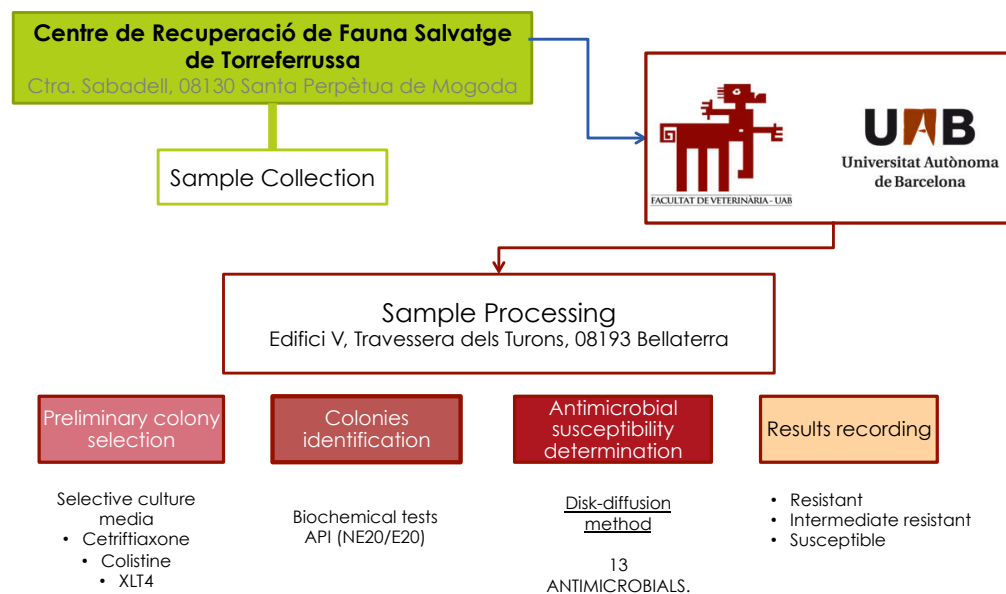 Centre de Recuperació de Fauna Salvatge
de Torreferrussa
Ctra. Sabadell, 08130 Santa Perpètua de Mogoda
Sample Collection
FACULTAT DE VETERINÀRIA - UAB
UAB
Universitat Autònoma
de Barcelona
Sample Processing
Edifici V, Travessera dels Turons, 08193 Bellaterra
Preliminary colony
selection
Selective culture
media
• Cetriftiaxone
• Colistine
• XLT4
Colonies
identification
Biochemical tests
API (NE20/E20)
Antimicrobial
susceptibility
determination
Disk-diffusion
method
13
ANTIMICROBIALS.
Results recording
• Resistant
• Intermediate resistant
• Susceptible